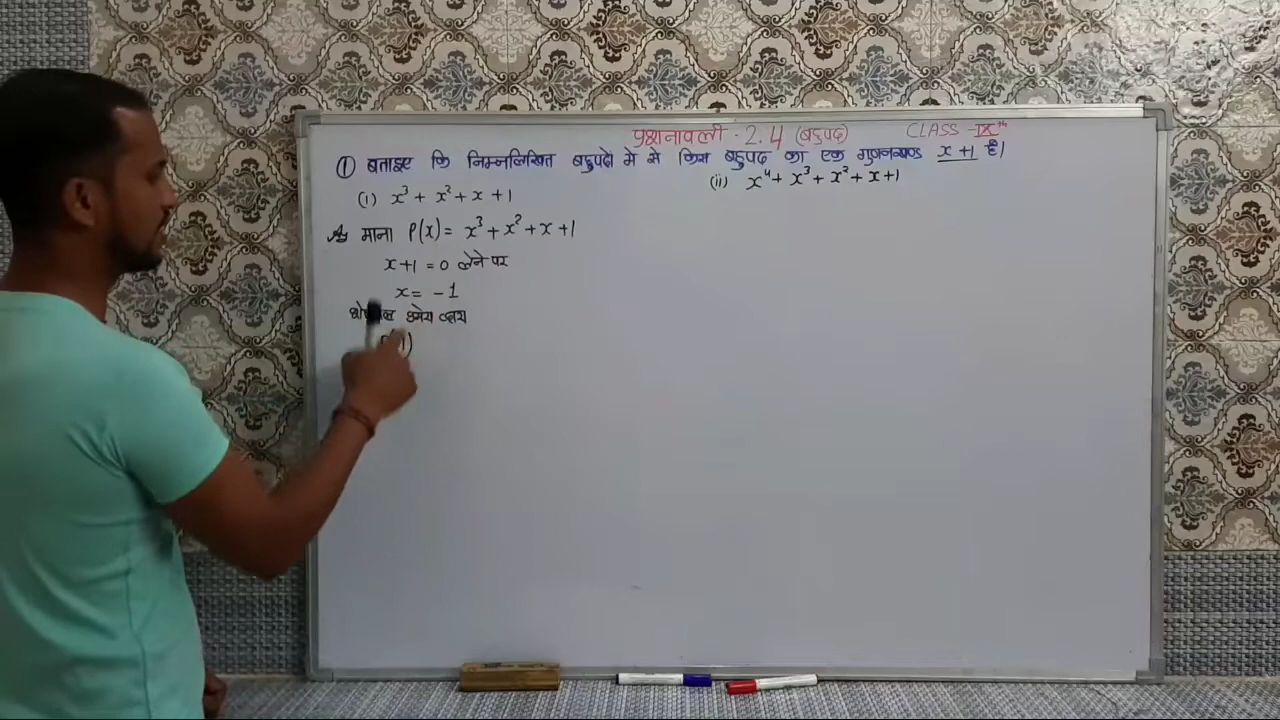 प्रश्नावली - 2.4 (बहुपद) CLASS - IXth
① बताइए कि निम्नलिखित बहुपदो मे से किस बहुपद का एक गुणनखण्ड x + 1 है।
(i) x³ + x² + x + 1
(ii) x⁴ + x³ + x² + x + 1
माना P(x) = x³ + x² + x + 1
x + 1 = 0 लेने पर
x = - 1
प्रमेय